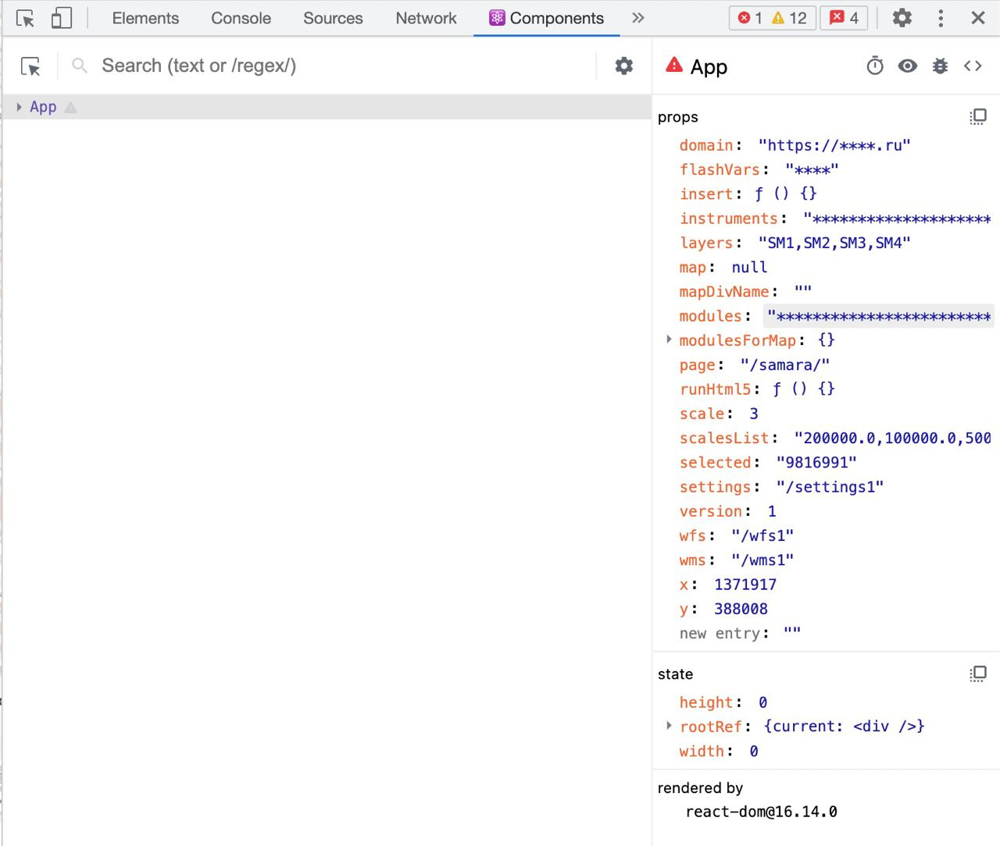 Elements Console Sources Network Components » 1 12 4
Search (text or /regex/)
App
App
props
domain: "https://****.ru"
flashVars: "****"
insert: ƒ () {}
instruments: "********************
layers: "SM1,SM2,SM3,SM4"
map: null
mapDivName: ""
modules: "************************
modulesForMap: {}
page: "/samara/"
runHtml5: ƒ () {}
scale: 3
scalesList: "200000.0,100000.0,500
selected: "9816991"
settings: "/settings1"
version: 1
wfs: "/wfs1"
wms: "/wms1"
x: 1371917
y: 388008
new entry: ""
state
height: 0
rootRef: {current: <div />}
width: 0
rendered by
react-dom@16.14.0